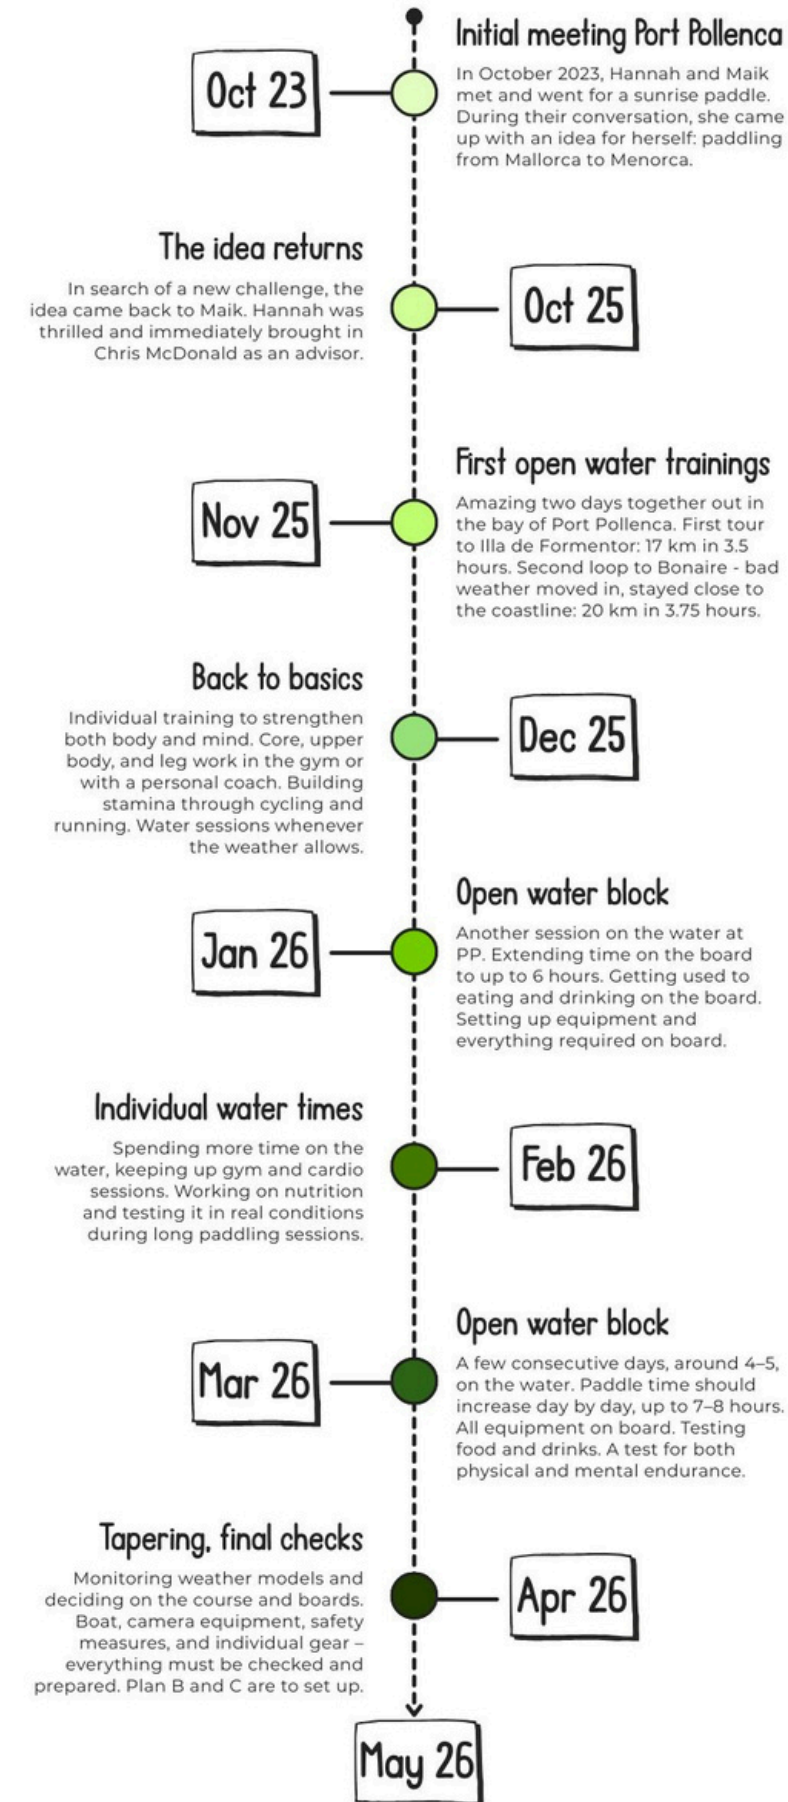 Initial meeting Port Pollenca
Oct 23
In October 2023, Hannah and Maik
met and went for a sunrise paddle.
During their conversation, she came
up with an idea for herself: paddling
from Mallorca to Menorca.
The idea returns
In search of a new challenge, the
idea came back to Maik. Hannah was
thrilled and immediately brought in
Chris McDonald as an advisor.
Oct 25
First open water trainings
Nov 25
Amazing two days together out in
the bay of Port Pollenca. First tour
to Illa de Formentor: 17 km in 3.5
hours. Second loop to Bonaire - bad
weather moved in, stayed close to
the coastline: 20 km in 3.75 hours.
Back to basics
Individual training to strengthen
both body and mind. Core, upper
body, and leg work in the gym or
with a personal coach. Building
stamina through cycling and
running. Water sessions whenever
the weather allows.
Dec 25
Open water block
Jan 26
Another session on the water at
PP. Extending time on the board
to up to 6 hours. Getting used to
eating and drinking on the board.
Setting up equipment and
everything required on board.
Individual water times
Spending more time on the
water, keeping up gym and cardio
sessions. Working on nutrition
and testing it in real conditions
during long paddling sessions.
Feb 26
Open water block
Mar 26
A few consecutive days, around 4–5,
on the water. Paddle time should
increase day by day, up to 7–8 hours.
All equipment on board. Testing
food and drinks. A test for both
physical and mental endurance.
Tapering, final checks
Monitoring weather models and
deciding on the course and boards.
Boat, camera equipment, safety
measures, and individual gear –
everything must be checked and
prepared. Plan B and C are to set up.
Apr 26
May 26